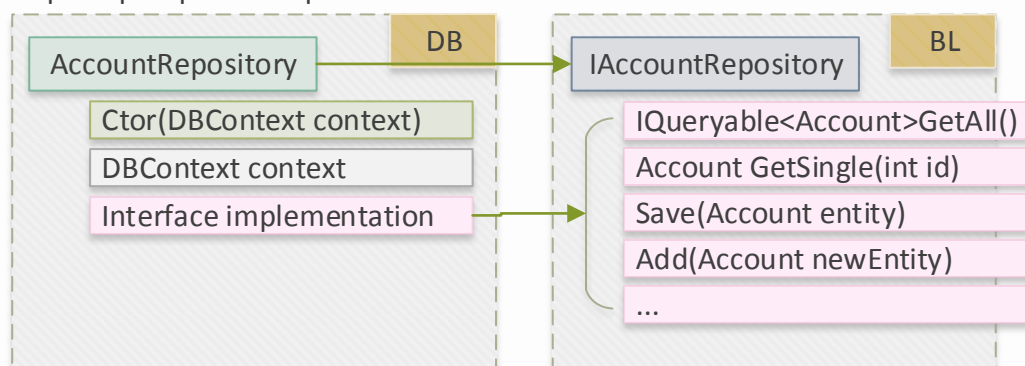 DB
AccountRepository
Ctor(DBContext context)
DBContext context
Interface implementation
BL
IAccountRepository
IQueryable<Account>GetAll()
Account GetSingle(int id)
Save(Account entity)
Add(Account newEntity)
...